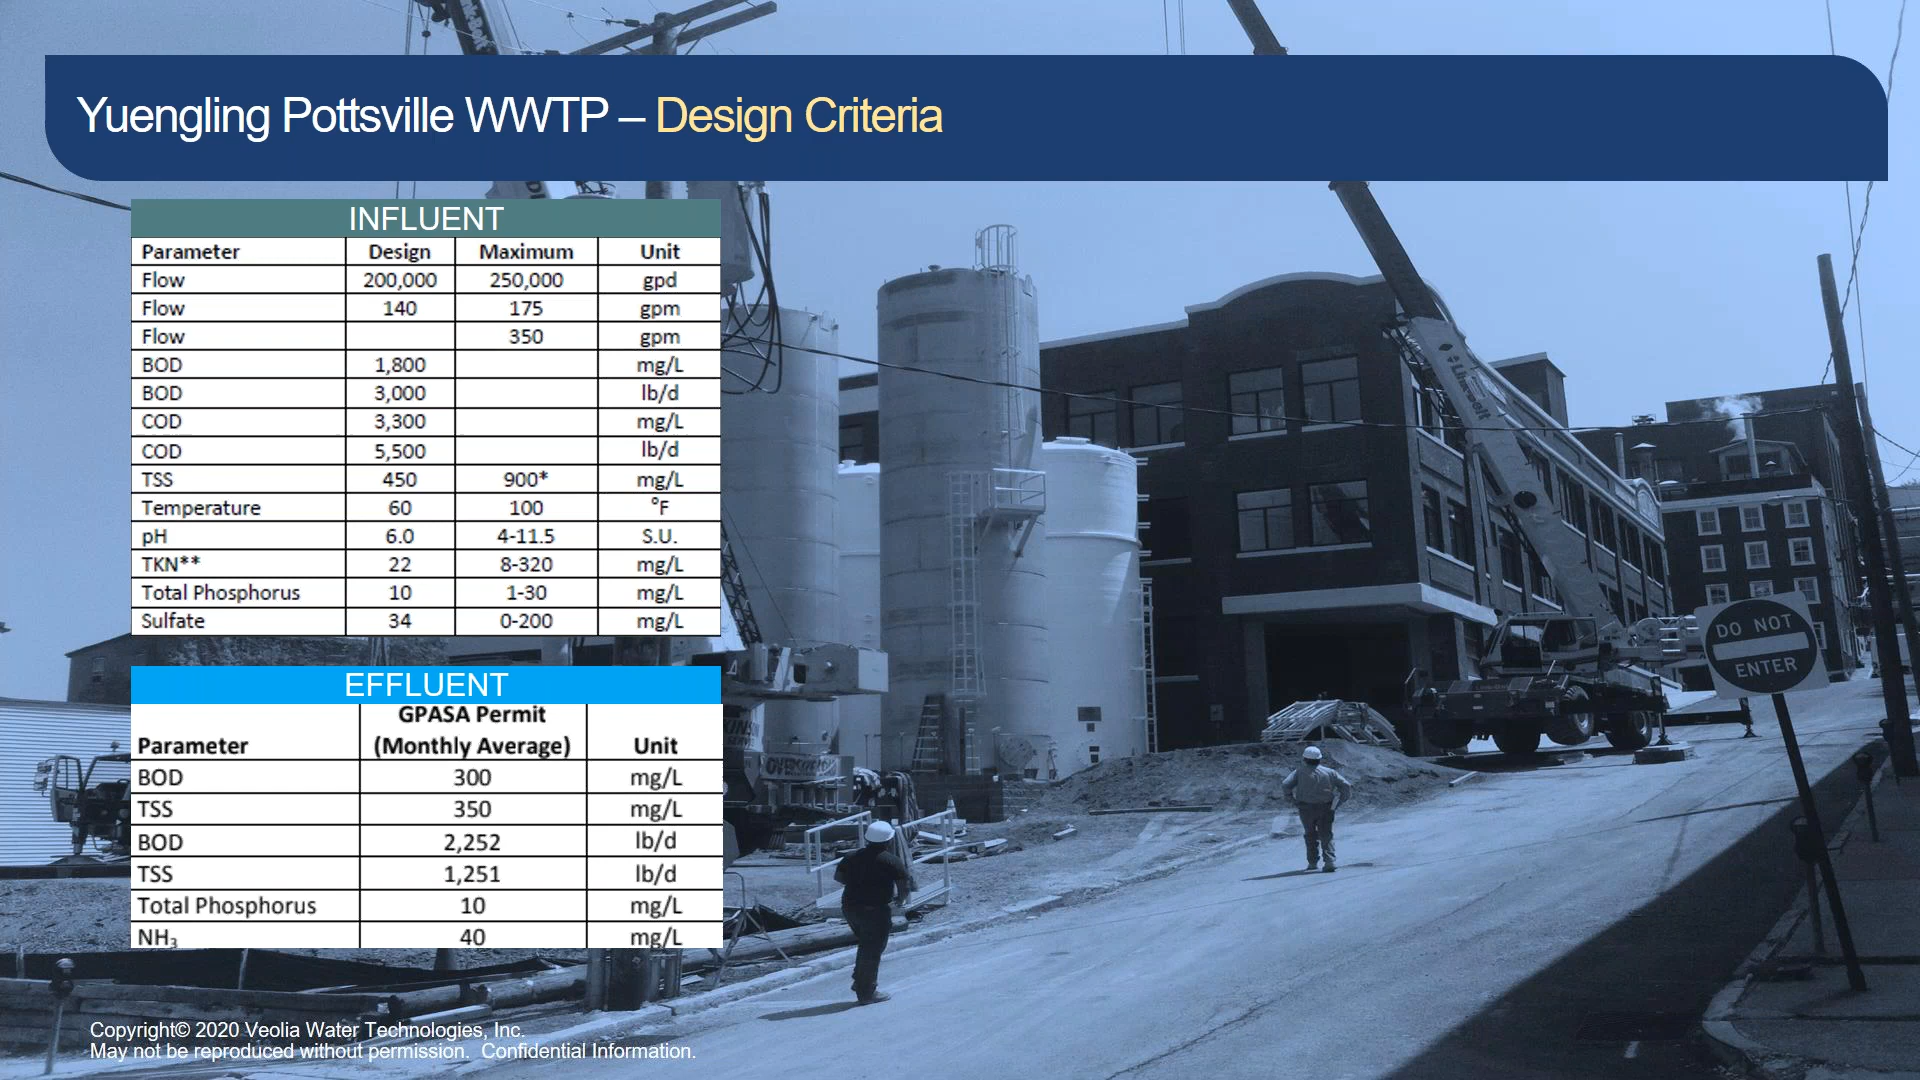 Yuengling Pottsville WWTP – Design Criteria
INFLUENT
Parameter Design Maximum Unit
Flow 200,000 250,000 gpd
Flow 140 175 gpm
Flow 350 gpm
BOD 1,800 mg/L
BOD 3,000 lb/d
COD 3,300 mg/L
COD 5,500 lb/d
TSS 450 900* mg/L
Temperature 60 100 °F
pH 6.0 4-11.5 S.U.
TKN** 22 8-320 mg/L
Total Phosphorus 10 1-30 mg/L
Sulfate 34 0-200 mg/L
EFFLUENT
GPASA Permit
Parameter (Monthly Average) Unit
BOD 300 mg/L
TSS 350 mg/L
BOD 2,252 lb/d
TSS 1,251 lb/d
Total Phosphorus 10 mg/L
NH₃ 40 mg/L
Link-Belt
DO NOT
ENTER
Copyright© 2020 Veolia Water Technologies, Inc.
May not be reproduced without permission.  Confidential Information.